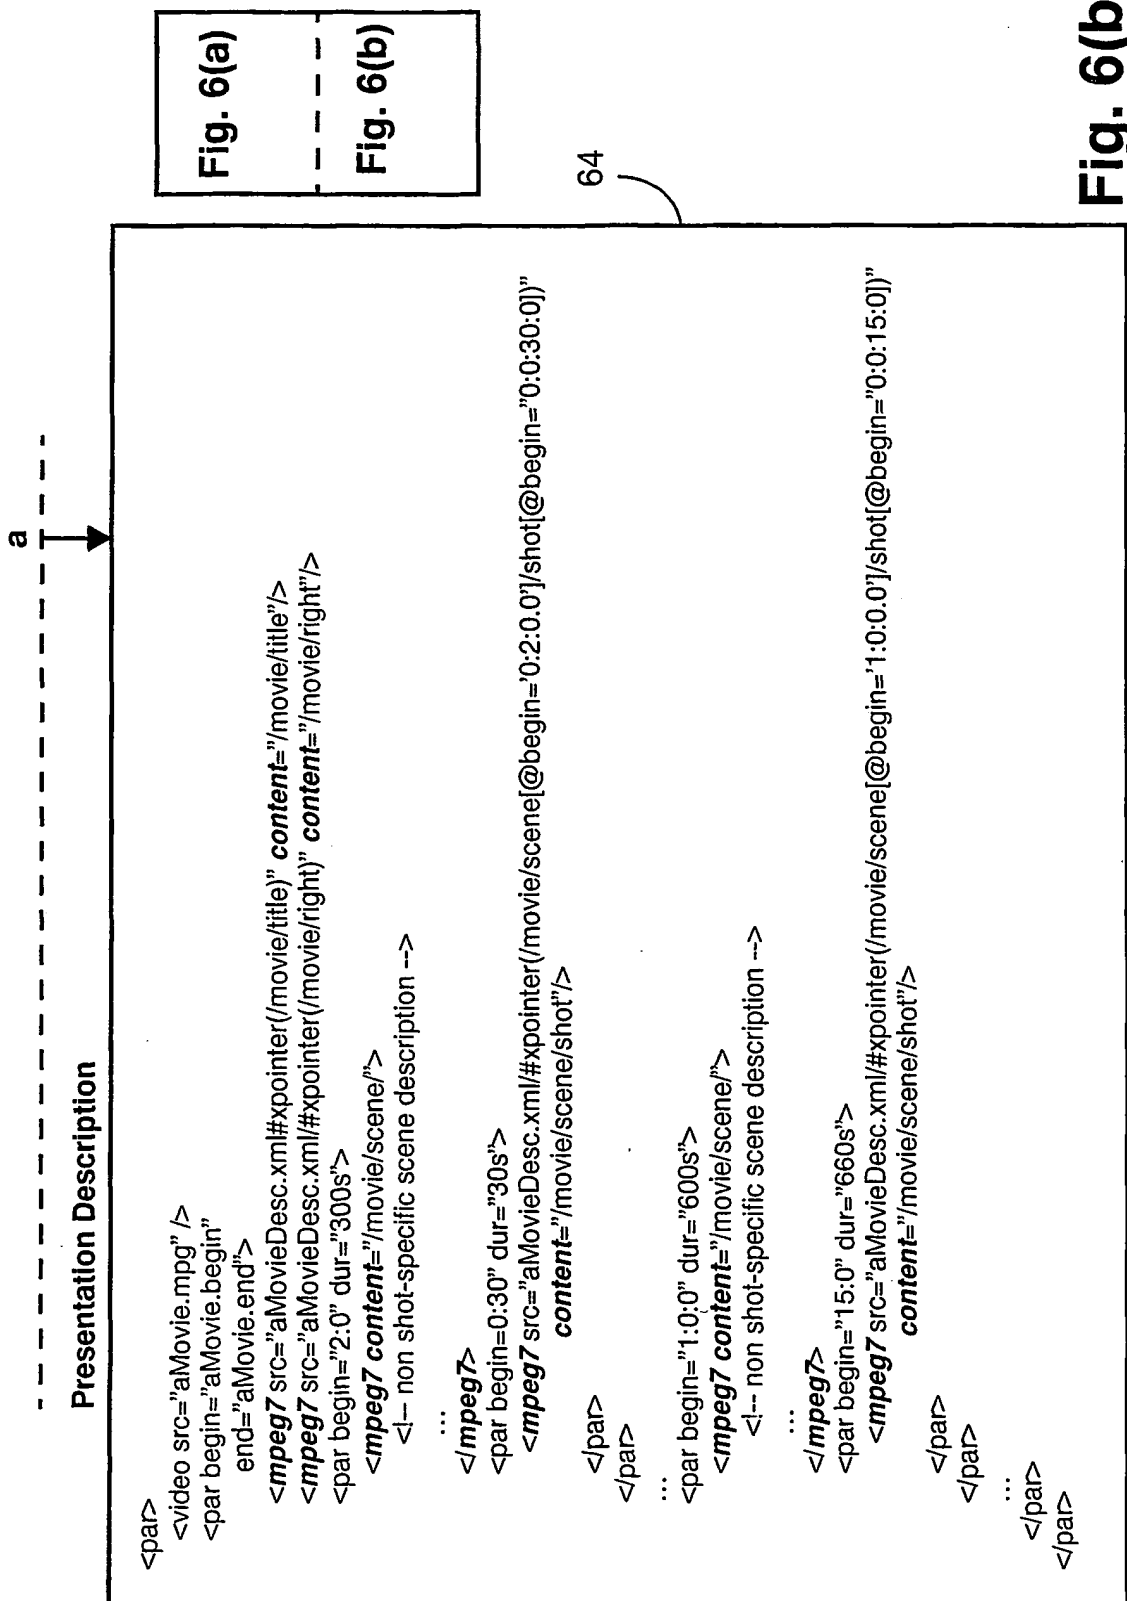 a
Presentation Description
<par>
<video src="aMovie.mpg" />
<par begin="aMovie.begin"
end="aMovie.end">
<mpeg7 src="aMovieDesc.xml#xpointer(/movie/title)" content="/movie/title"/>
<mpeg7 src="aMovieDesc.xml/#xpointer(/movie/right)" content="/movie/right"/>
<par begin="2:0" dur="300s">
<mpeg7 content="/movie/scene/">
<!-- non shot-specific scene description -->
...
</mpeg7>
<par begin=0:30" dur="30s">
<mpeg7 src="aMovieDesc.xml/#xpointer(/movie/scene[@begin='0:2:0.0']/shot[@begin="0:0:30:0])"
content="/movie/scene/shot"/>
</par>
</par>
...
<par begin="1:0:0" dur="600s">
<mpeg7 content="/movie/scene/">
<!-- non shot-specific scene description -->
...
</mpeg7>
<par begin="15:0" dur="660s">
<mpeg7 src="aMovieDesc.xml/#xpointer(/movie/scene[@begin='1:0:0.0']/shot[@begin="0:0:15:0])"
content="/movie/scene/shot"/>
</par>
</par>
...
</par>
</par>
64
Fig. 6(a)
Fig. 6(b)
Fig. 6(b